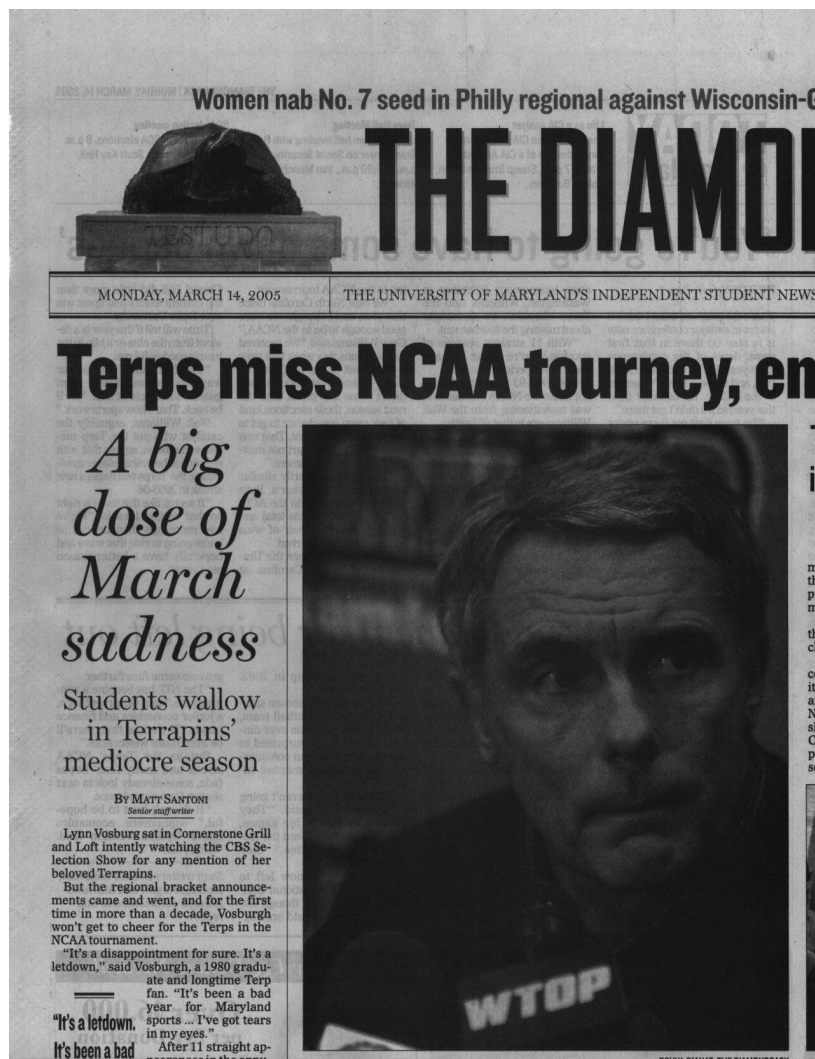 Women nab No. 7 seed in Philly regional against Wisconsin-G
THE DIAMO
TESTUDO
MONDAY, MARCH 14, 2005
THE UNIVERSITY OF MARYLAND'S INDEPENDENT STUDENT NEWS
Terps miss NCAA tourney, en
A big
dose of
March
sadness
Students wallow
in Terrapins'
mediocre season
BY MATT SANTONI
Senior staff writer
Lynn Vosburg sat in Cornerstone Grill
and Loft intently watching the CBS Se-
lection Show for any mention of her
beloved Terrapins.
But the regional bracket announce-
ments came and went, and for the first
time in more than a decade, Vosburgh
won't get to cheer for the Terps in the
NCAA tournament.
"It's a disappointment for sure. It's a
letdown," said Vosburgh, a 1980 gradu-
ate and longtime Terp
fan. "It's been a bad
year for Maryland
sports ... I've got tears
in my eyes."
After 11 straight ap-
"It's a letdown.
It's been a bad
WTOP